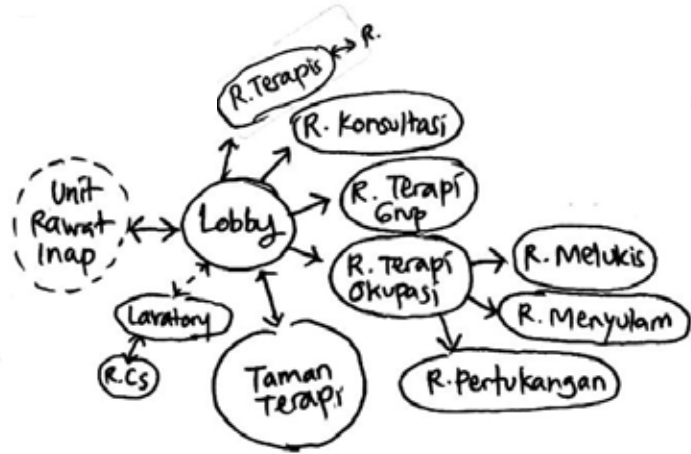 R. Terapis
R.
R. Konsultasi
Unit
Rawat
Inap
Lobby
R. Terapi
Grup
R. Terapi
Okupasi
R. Melukis
R. Menyulam
R. Pertukangan
Lavatory
R. Cs
Taman
Terapi